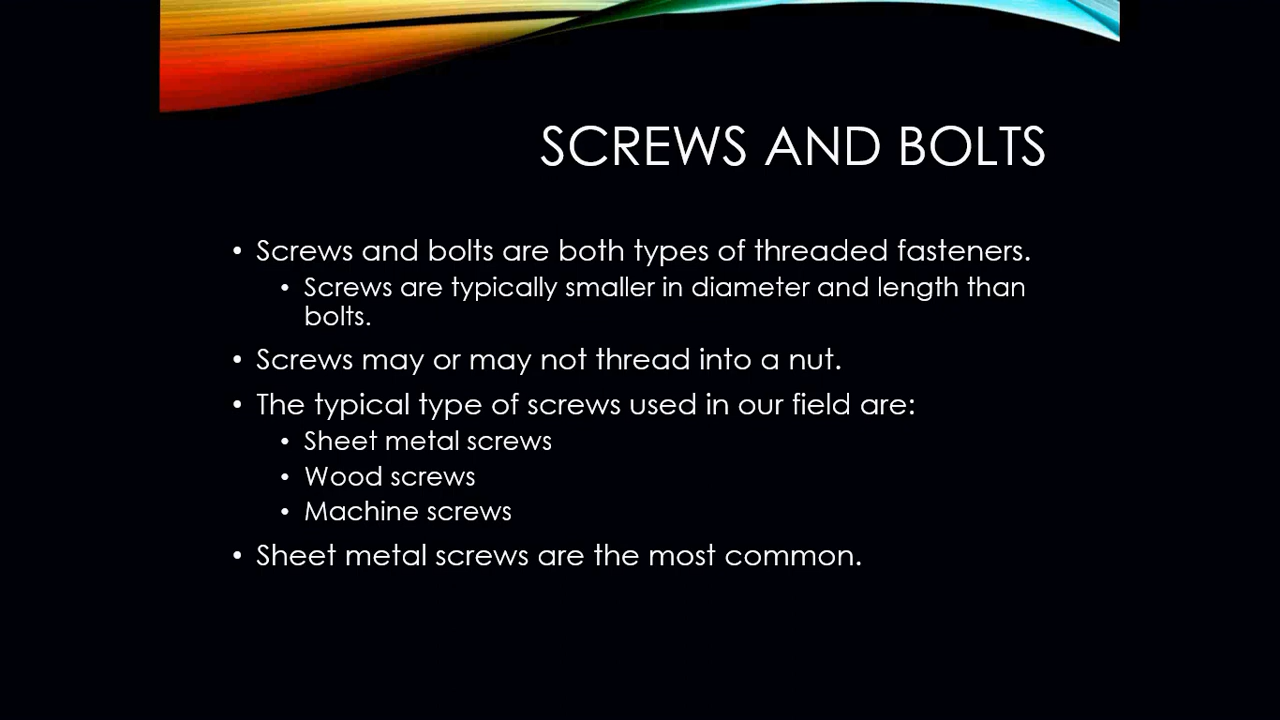 SCREWS AND BOLTS
• Screws and bolts are both types of threaded fasteners.
• Screws are typically smaller in diameter and length than
bolts.
• Screws may or may not thread into a nut.
• The typical type of screws used in our field are:
• Sheet metal screws
• Wood screws
• Machine screws
• Sheet metal screws are the most common.